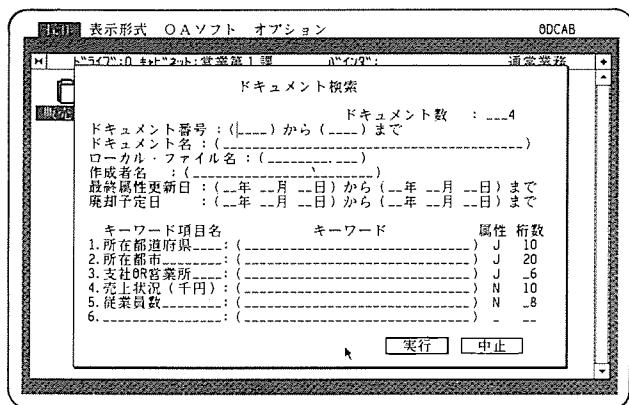 表示形式 OAソフト オプション 0DCAB
ドライブ:0 キャビネット:営業第1課 バインダ: 通常業務
ドキュメント検索
ドキュメント数 : ___4
ドキュメント番号 :(____) から (____) まで
ドキュメント名 :(______________________________)
ローカル・ファイル名 :(________.___)
作成者名 :(________________)
最終属性更新日 :(__年 __月 __日) から (__年 __月 __日) まで
廃却予定日 :(__年 __月 __日) から (__年 __月 __日) まで
キーワード項目名 キーワード 属性 桁数
1.所在都道府県____:(____________________) J 10
2.所在都市________:(____________________) J 20
3.支社OR営業所____:(____________________) J _6
4.売上状況(千円):(____________________) N 10
5.従業員数________:(____________________) N _8
6.________________:(____________________) _ __
実行 中止